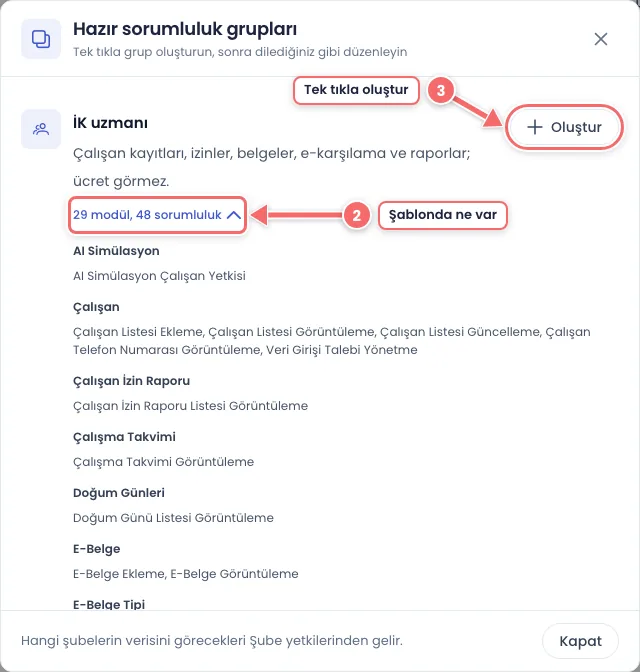 Hazır sorumluluk grupları
Tek tıkla grup oluşturun, sonra dilediğiniz gibi düzenleyin
Tek tıkla oluştur
3
İK uzmanı
Oluştur
Çalışan kayıtları, izinler, belgeler, e-karşılama ve raporlar;
ücret görmez.
29 modül, 48 sorumluluk
2
Şablonda ne var
AI Simülasyon
AI Simülasyon Çalışan Yetkisi
Çalışan
Çalışan Listesi Ekleme, Çalışan Listesi Görüntüleme, Çalışan Listesi Güncelleme, Çalışan
Telefon Numarası Görüntüleme, Veri Girişi Talebi Yönetme
Çalışan İzin Raporu
Çalışan İzin Raporu Listesi Görüntüleme
Çalışma Takvimi
Çalışma Takvimi Görüntüleme
Doğum Günleri
Doğum Günü Listesi Görüntüleme
E-Belge
E-Belge Ekleme, E-Belge Görüntüleme
E-Belge Tipi
Hangi şubelerin verisini görecekleri Şube yetkilerinden gelir.
Kapat